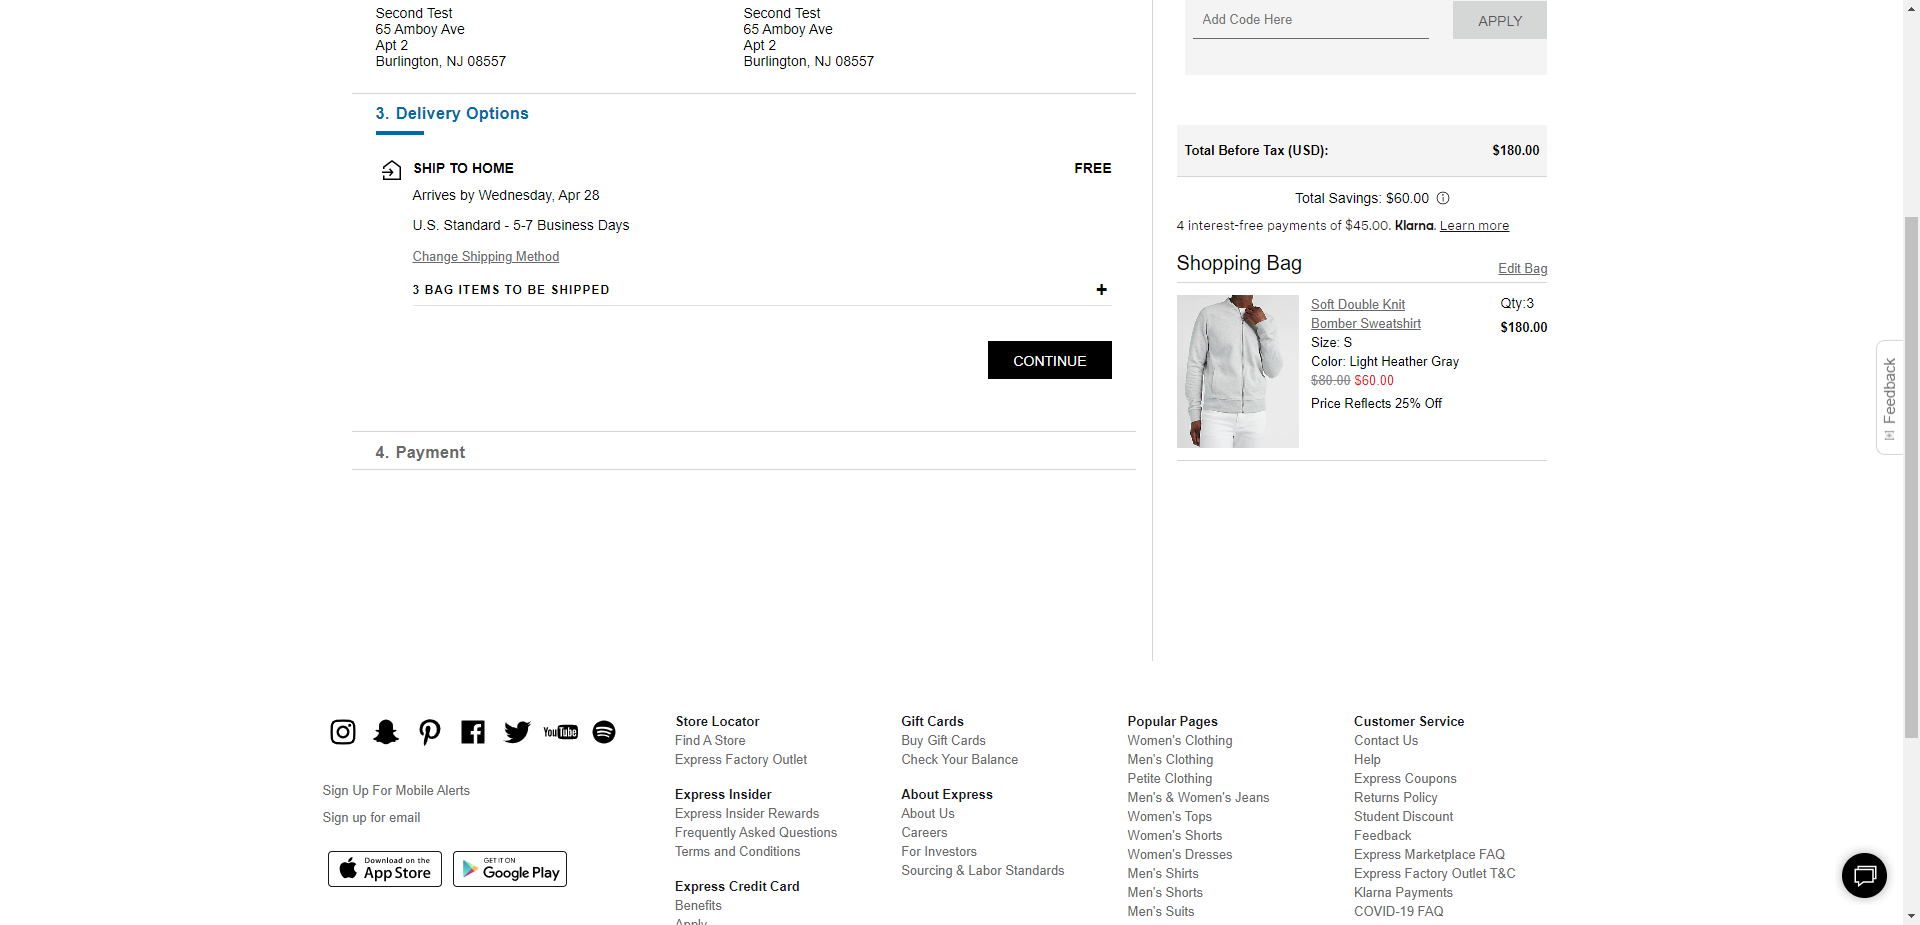 Second Test
65 Amboy Ave
Apt 2
Burlington, NJ 08557
Second Test
65 Amboy Ave
Apt 2
Burlington, NJ 08557
3. Delivery Options
SHIP TO HOME
FREE
Arrives by Wednesday, Apr 28
U.S. Standard - 5-7 Business Days
Change Shipping Method
3 BAG ITEMS TO BE SHIPPED
+
CONTINUE
4. Payment
Add Code Here
APPLY
Total Before Tax (USD):
$180.00
Total Savings: $60.00
4 interest-free payments of $45.00. Klarna. Learn more
Shopping Bag
Edit Bag
Soft Double Knit
Bomber Sweatshirt
Size: S
Color: Light Heather Gray
$80.00 $60.00
Price Reflects 25% Off
Qty:3
$180.00
Feedback
YouTube
Sign Up For Mobile Alerts
Sign up for email
Download on the
App Store
GET IT ON
Google Play
Store Locator
Find A Store
Express Factory Outlet
Express Insider
Express Insider Rewards
Frequently Asked Questions
Terms and Conditions
Express Credit Card
Benefits
Apply
Gift Cards
Buy Gift Cards
Check Your Balance
About Express
About Us
Careers
For Investors
Sourcing & Labor Standards
Popular Pages
Women's Clothing
Men's Clothing
Petite Clothing
Men's & Women's Jeans
Women's Tops
Women's Shorts
Women's Dresses
Men's Shirts
Men's Shorts
Men's Suits
Customer Service
Contact Us
Help
Express Coupons
Returns Policy
Student Discount
Feedback
Express Marketplace FAQ
Express Factory Outlet T&C
Klarna Payments
COVID-19 FAQ